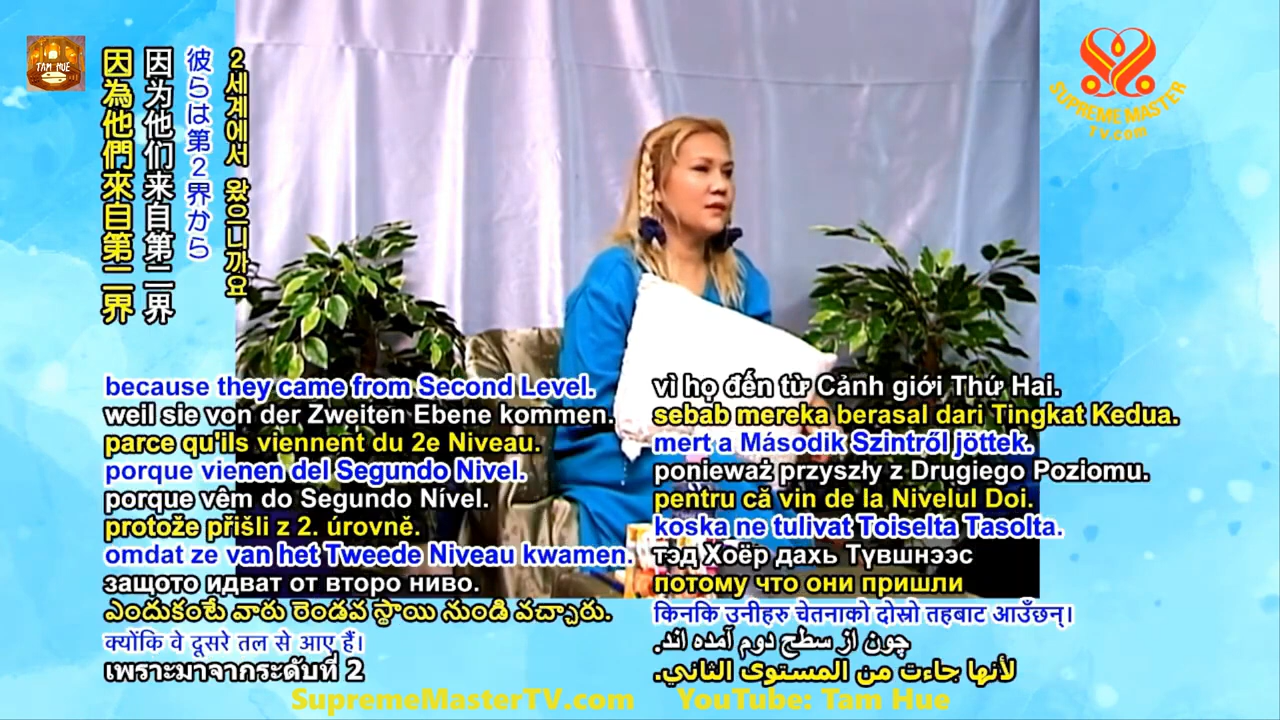 TAM HUE
因為他們來自第二界
因为他们来自第二界
彼らは第2界から
2세계에서 왔으니까요
SUPREME MASTER
TV.com
because they came from Second Level.
weil sie von der Zweiten Ebene kommen.
parce qu'ils viennent du 2e Niveau.
porque vienen del Segundo Nivel.
porque vêm do Segundo Nível.
protože přišli z 2. úrovně.
omdat ze van het Tweede Niveau kwamen.
защото идват от второ ниво.
ఎందుకంటే వారు రెండవ స్థాయి నుండి వచ్చారు.
क्योंकि वे दूसरे तल से आए हैं।
เพราะมาจากระดับที่ 2
vì họ đến từ Cảnh giới Thứ Hai.
sebab mereka berasal dari Tingkat Kedua.
mert a Második Szintről jöttek.
ponieważ przyszły z Drugiego Poziomu.
pentru că vin de la Nivelul Doi.
koska ne tulivat Toiselta Tasolta.
тэд Хоёр дахь Түвшнээс
потому что они пришли
किनकि उनीहरु चेतनाको दोस्रो तहबाट आउँछन्।
چون از سطح دوم آمده اند.
لأنها جاءت من المستوى الثاني.
SupremeMasterTV.com
YouTube: Tam Hue